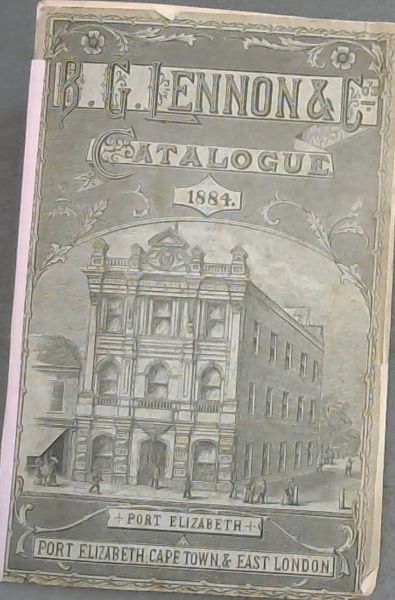 B. G. LENNON & Co.
CATALOGUE
1884.
PORT ELIZABETH
PORT ELIZABETH, CAPE TOWN, & EAST LONDON